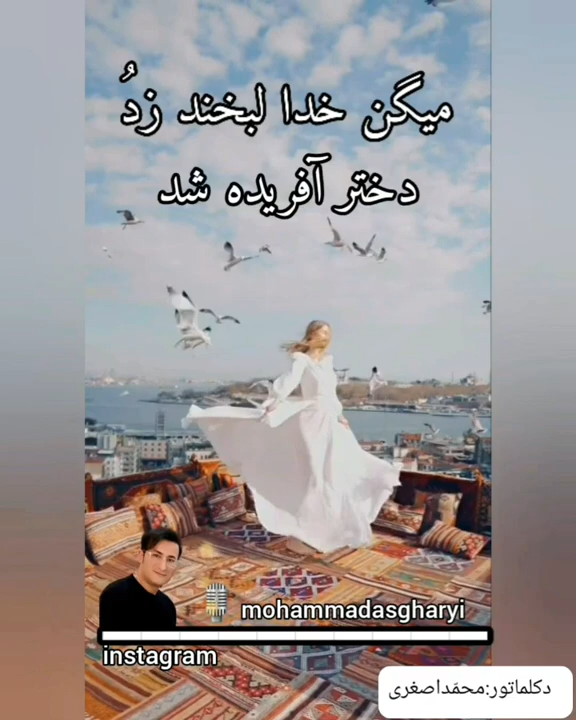 میگن خدا لبخند زدُ
دختر آفریده شد
mohammadasgharyi
instagram
دکلماتور:محمّداصغری